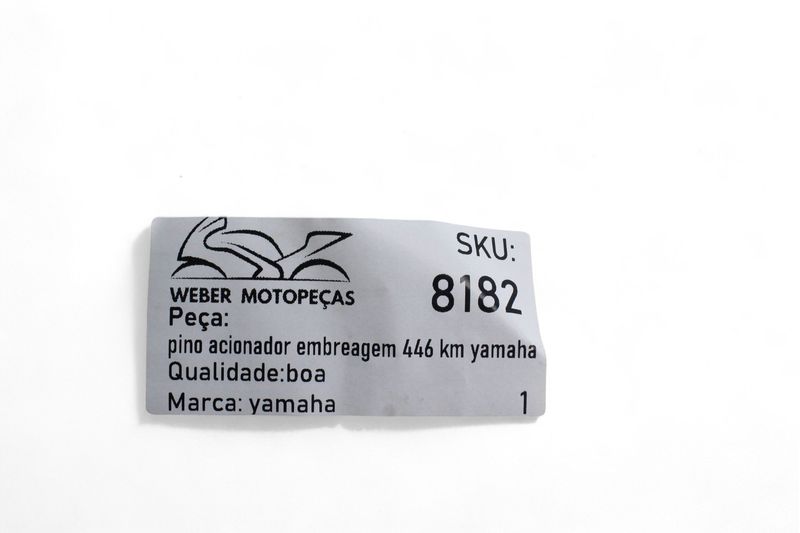 WEBER MOTOPEÇAS
SKU:
8182
Peça:
pino acionador embreagem 446 km yamaha
Qualidade:boa
Marca: yamaha
1